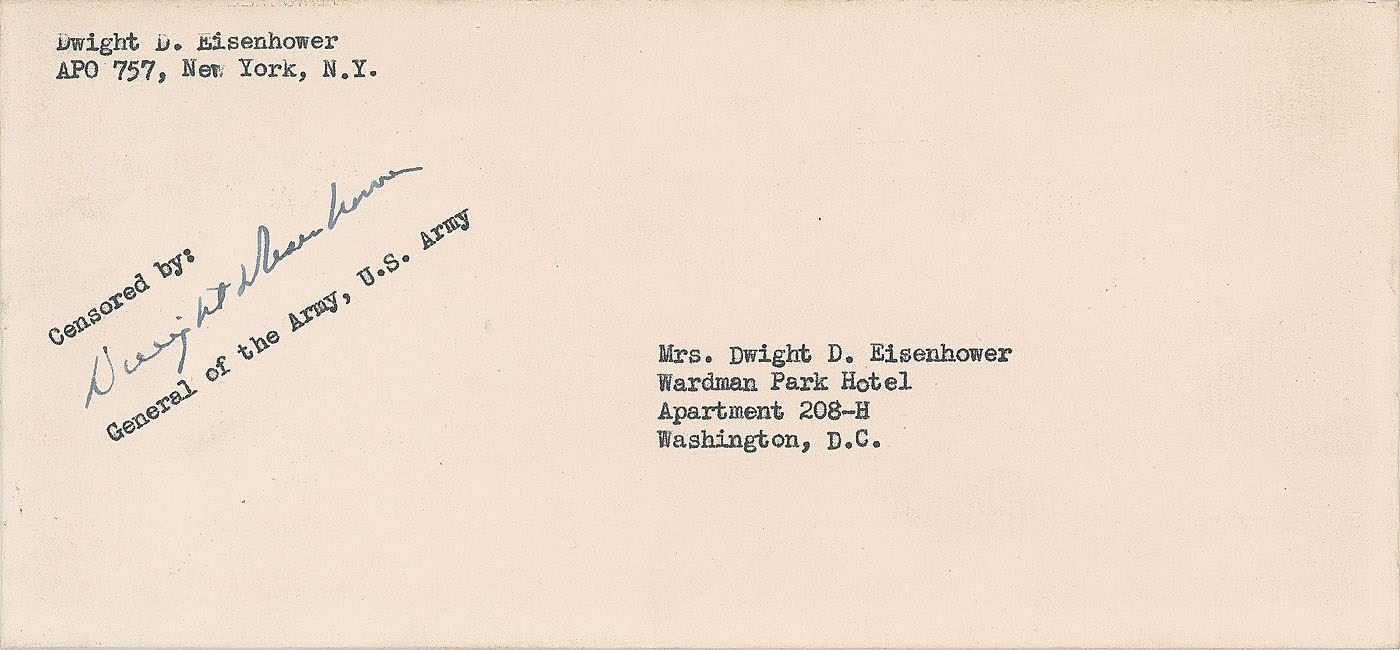 Dwight D. Eisenhower
APO 757, New York, N.Y.
Censored by:
Dwight D Eisenhower
General of the Army, U.S. Army
Mrs. Dwight D. Eisenhower
Wardman Park Hotel
Apartment 208-H
Washington, D.C.